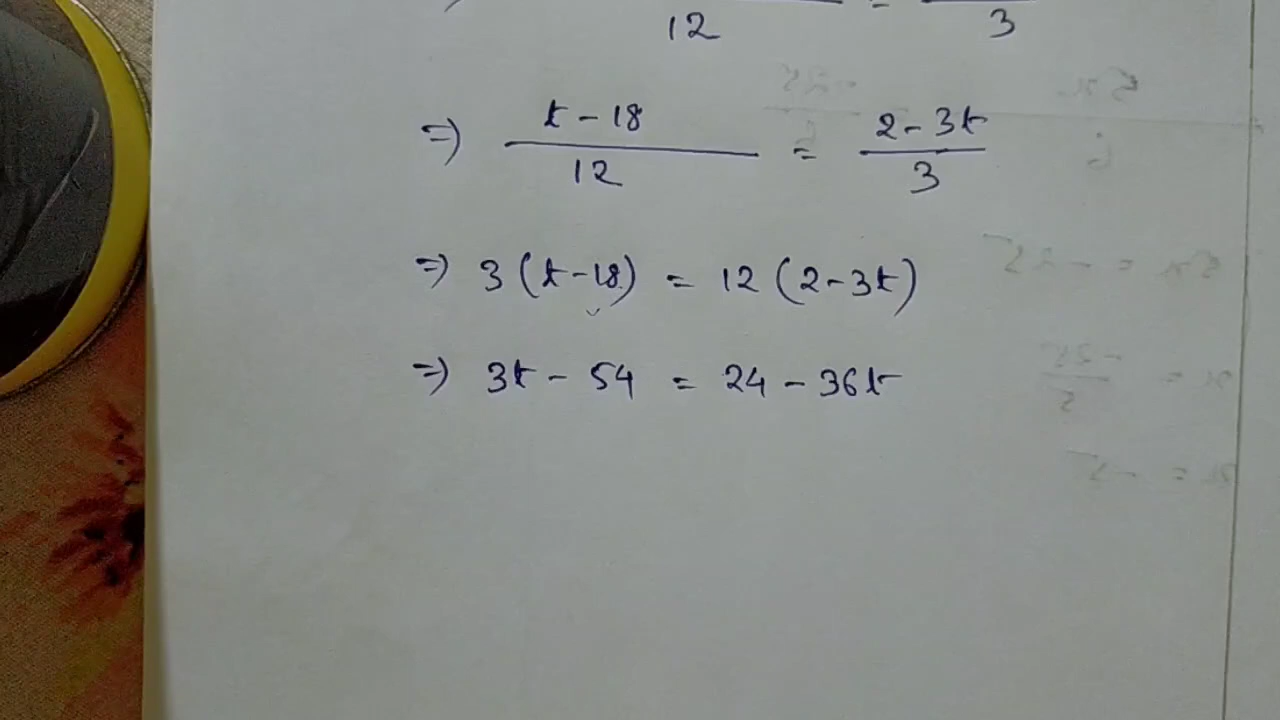 12 = 3
=) t - 18 / 12 = 2 - 3t / 3
=) 3 (t - 18) = 12 (2 - 3t)
=) 3t - 54 = 24 - 36t